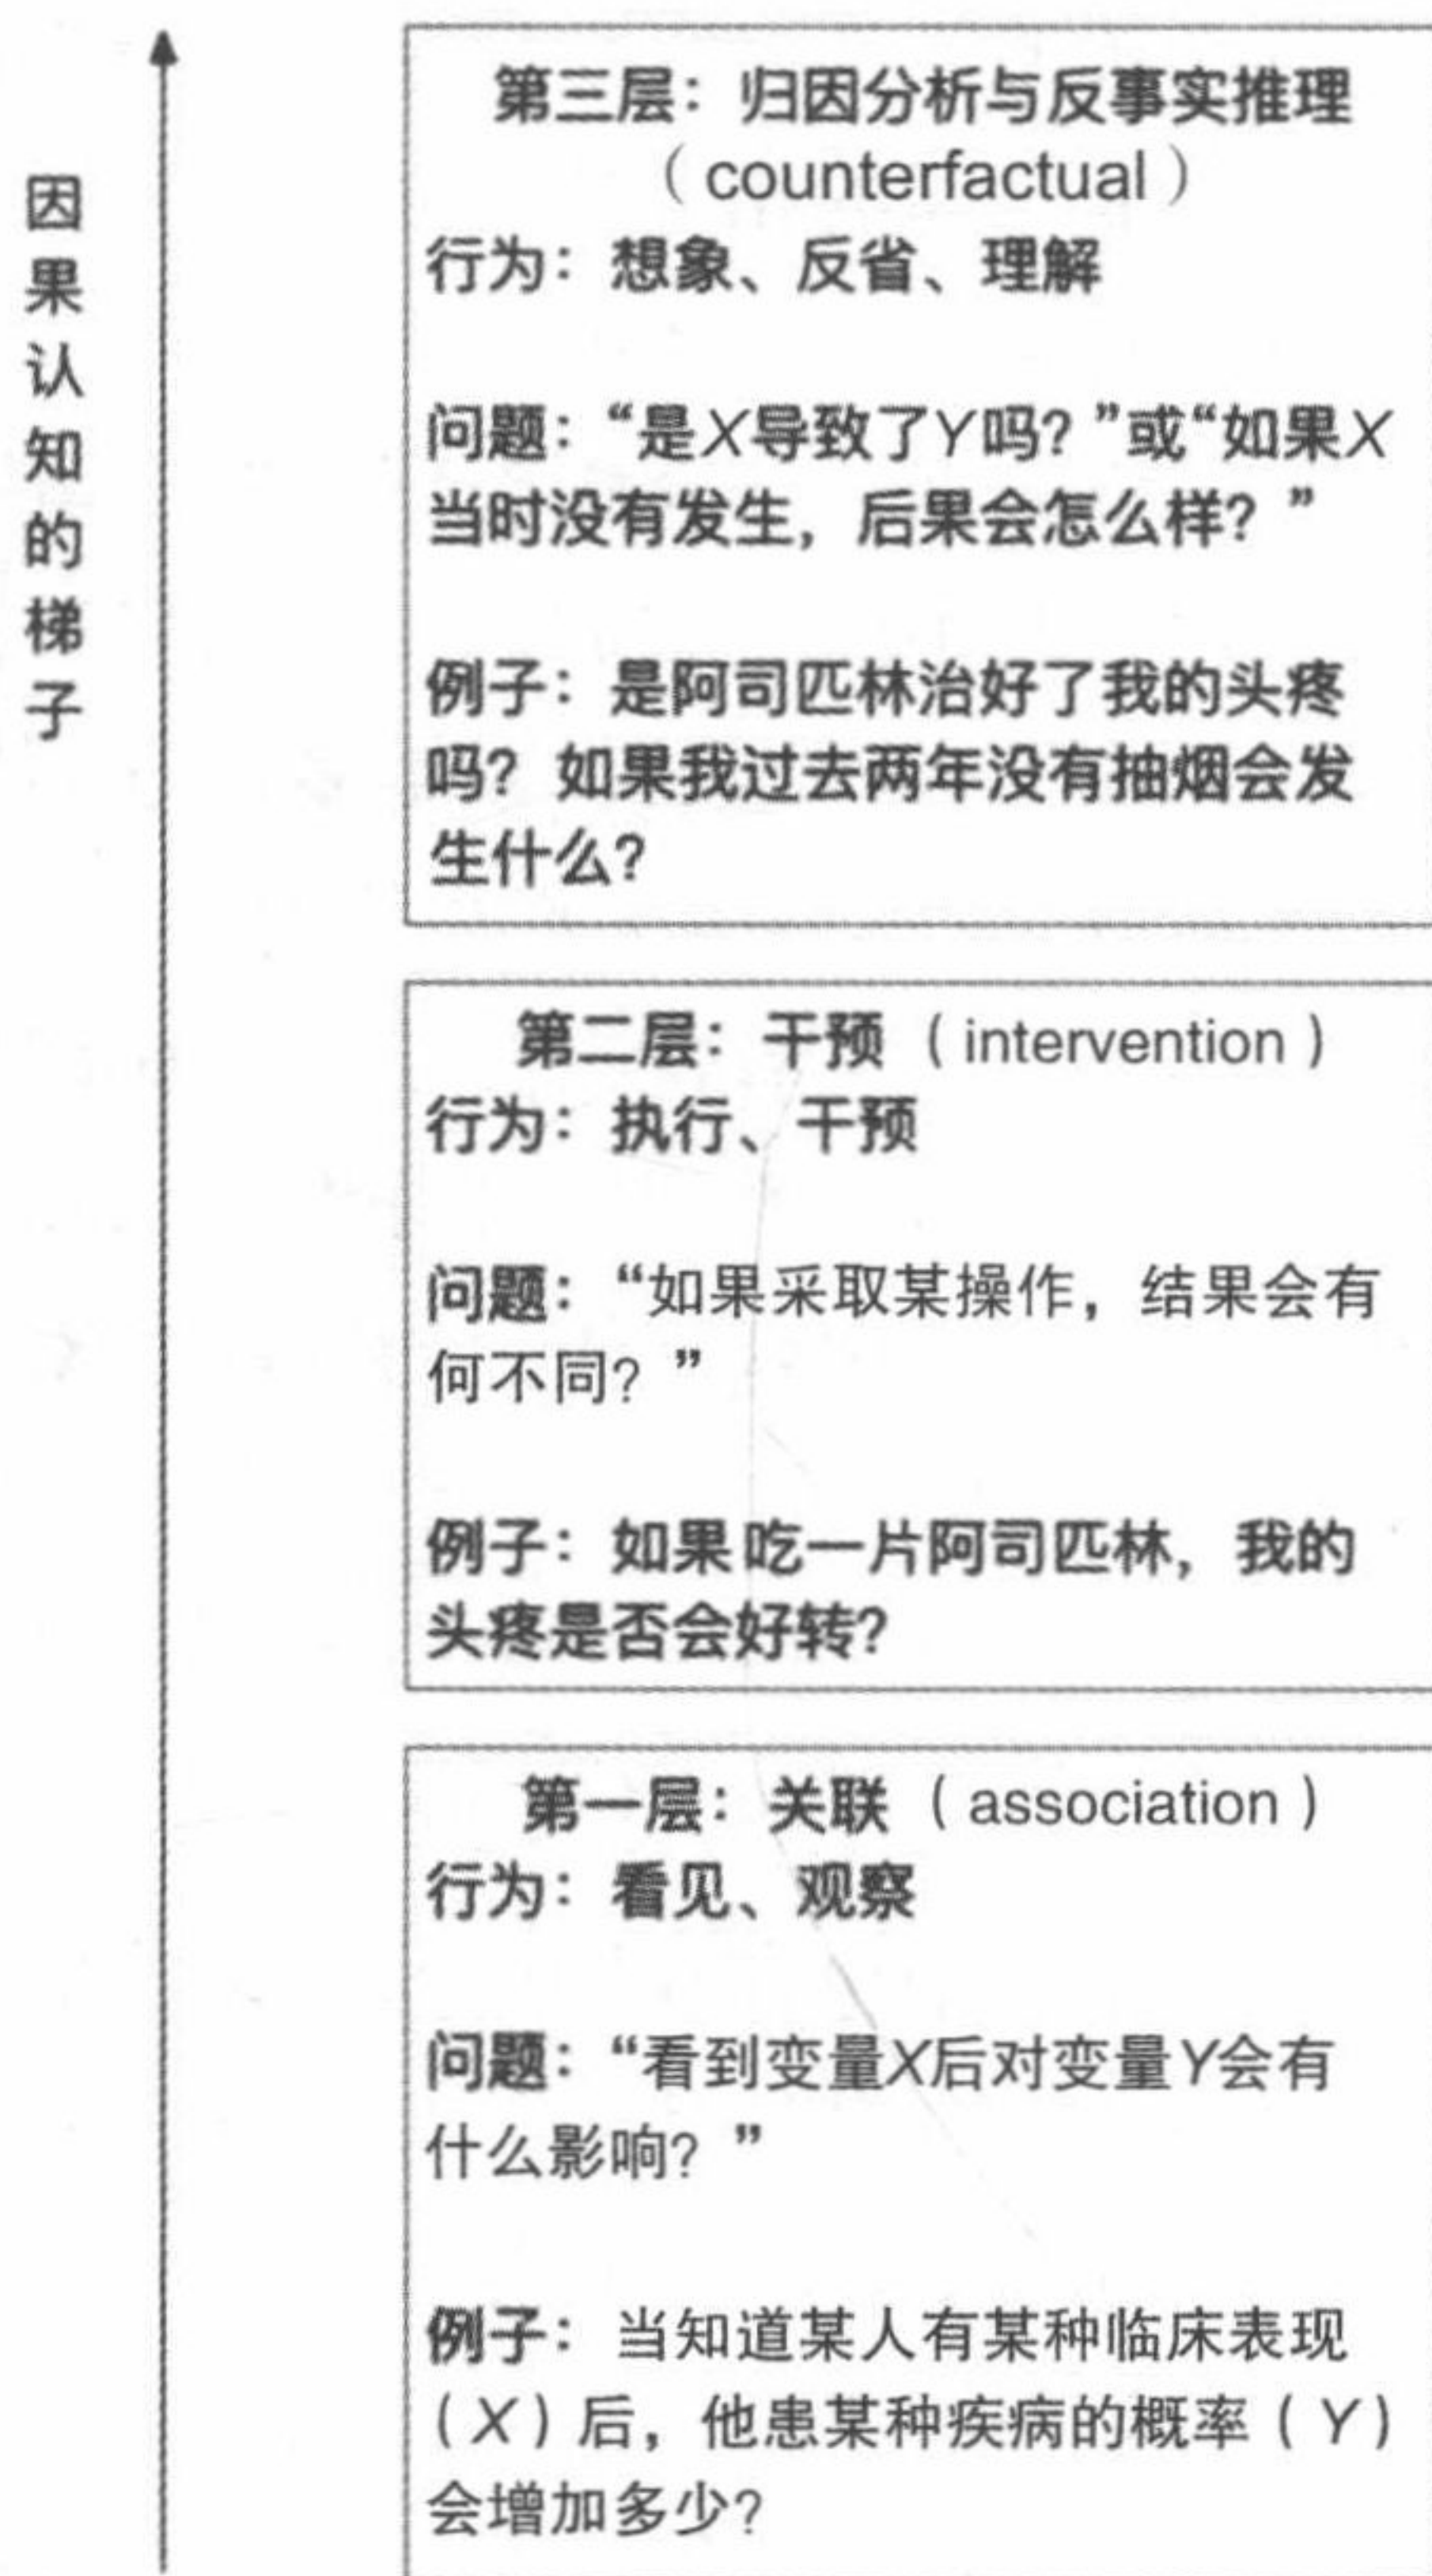 因果认知的梯子
第三层：归因分析与反事实推理
（counterfactual）
行为：想象、反省、理解
问题：“是X导致了Y吗？”或“如果X
当时没有发生，后果会怎么样？”
例子：是阿司匹林治好了我的头疼
吗？如果我过去两年没有抽烟会发
生什么？
第二层：干预（intervention）
行为：执行、干预
问题：“如果采取某操作，结果会有
何不同？”
例子：如果吃一片阿司匹林，我的
头疼是否会好转？
第一层：关联（association）
行为：看见、观察
问题：“看到变量X后对变量Y会有
什么影响？”
例子：当知道某人有某种临床表现
（X）后，他患某种疾病的概率（Y）
会增加多少？